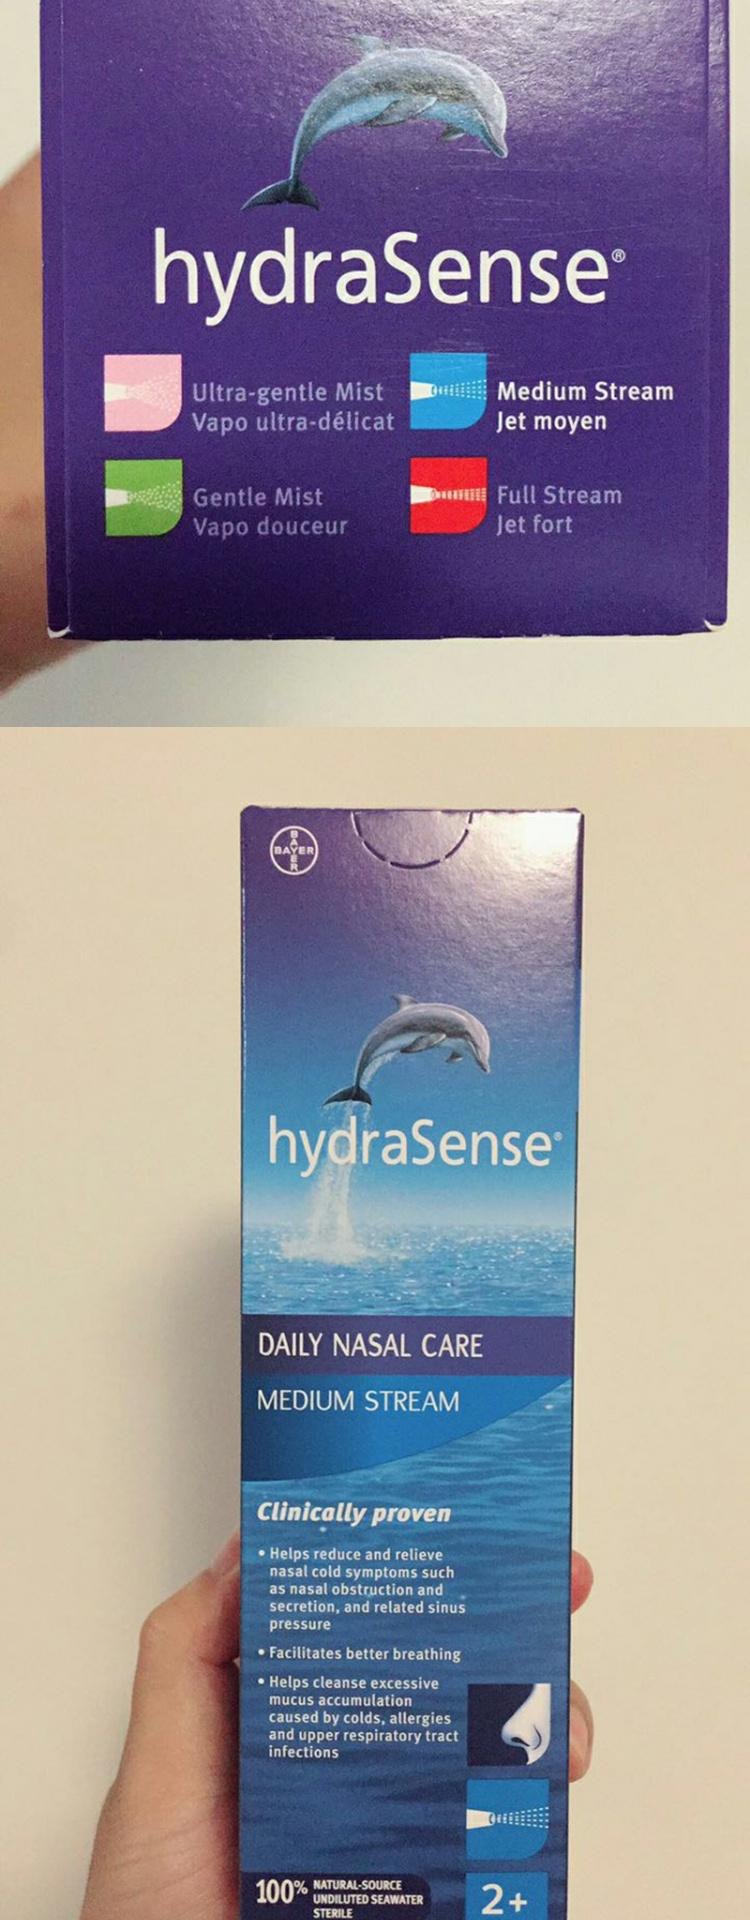 hydraSense®
Ultra-gentle Mist
Vapo ultra-délicat
Medium Stream
Jet moyen
Gentle Mist
Vapo douceur
Full Stream
Jet fort
BAYER
BAYER
hydraSense®
DAILY NASAL CARE
MEDIUM STREAM
Clinically proven
• Helps reduce and relieve
nasal cold symptoms such
as nasal obstruction and
secretion, and related sinus
pressure
• Facilitates better breathing
• Helps cleanse excessive
mucus accumulation
caused by colds, allergies
and upper respiratory tract
infections
100% NATURAL-SOURCE
UNDILUTED SEAWATER
STERILE
2+